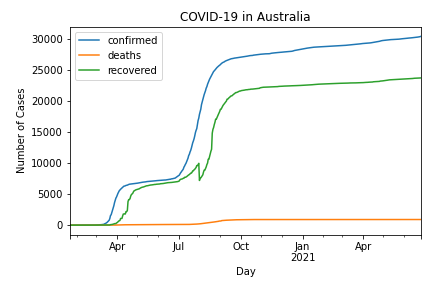 COVID-19 in Australia
confirmed
deaths
recovered
Number of Cases
30000
25000
20000
15000
10000
5000
0
Apr
Jul
Oct
Jan
2021
Apr
Day